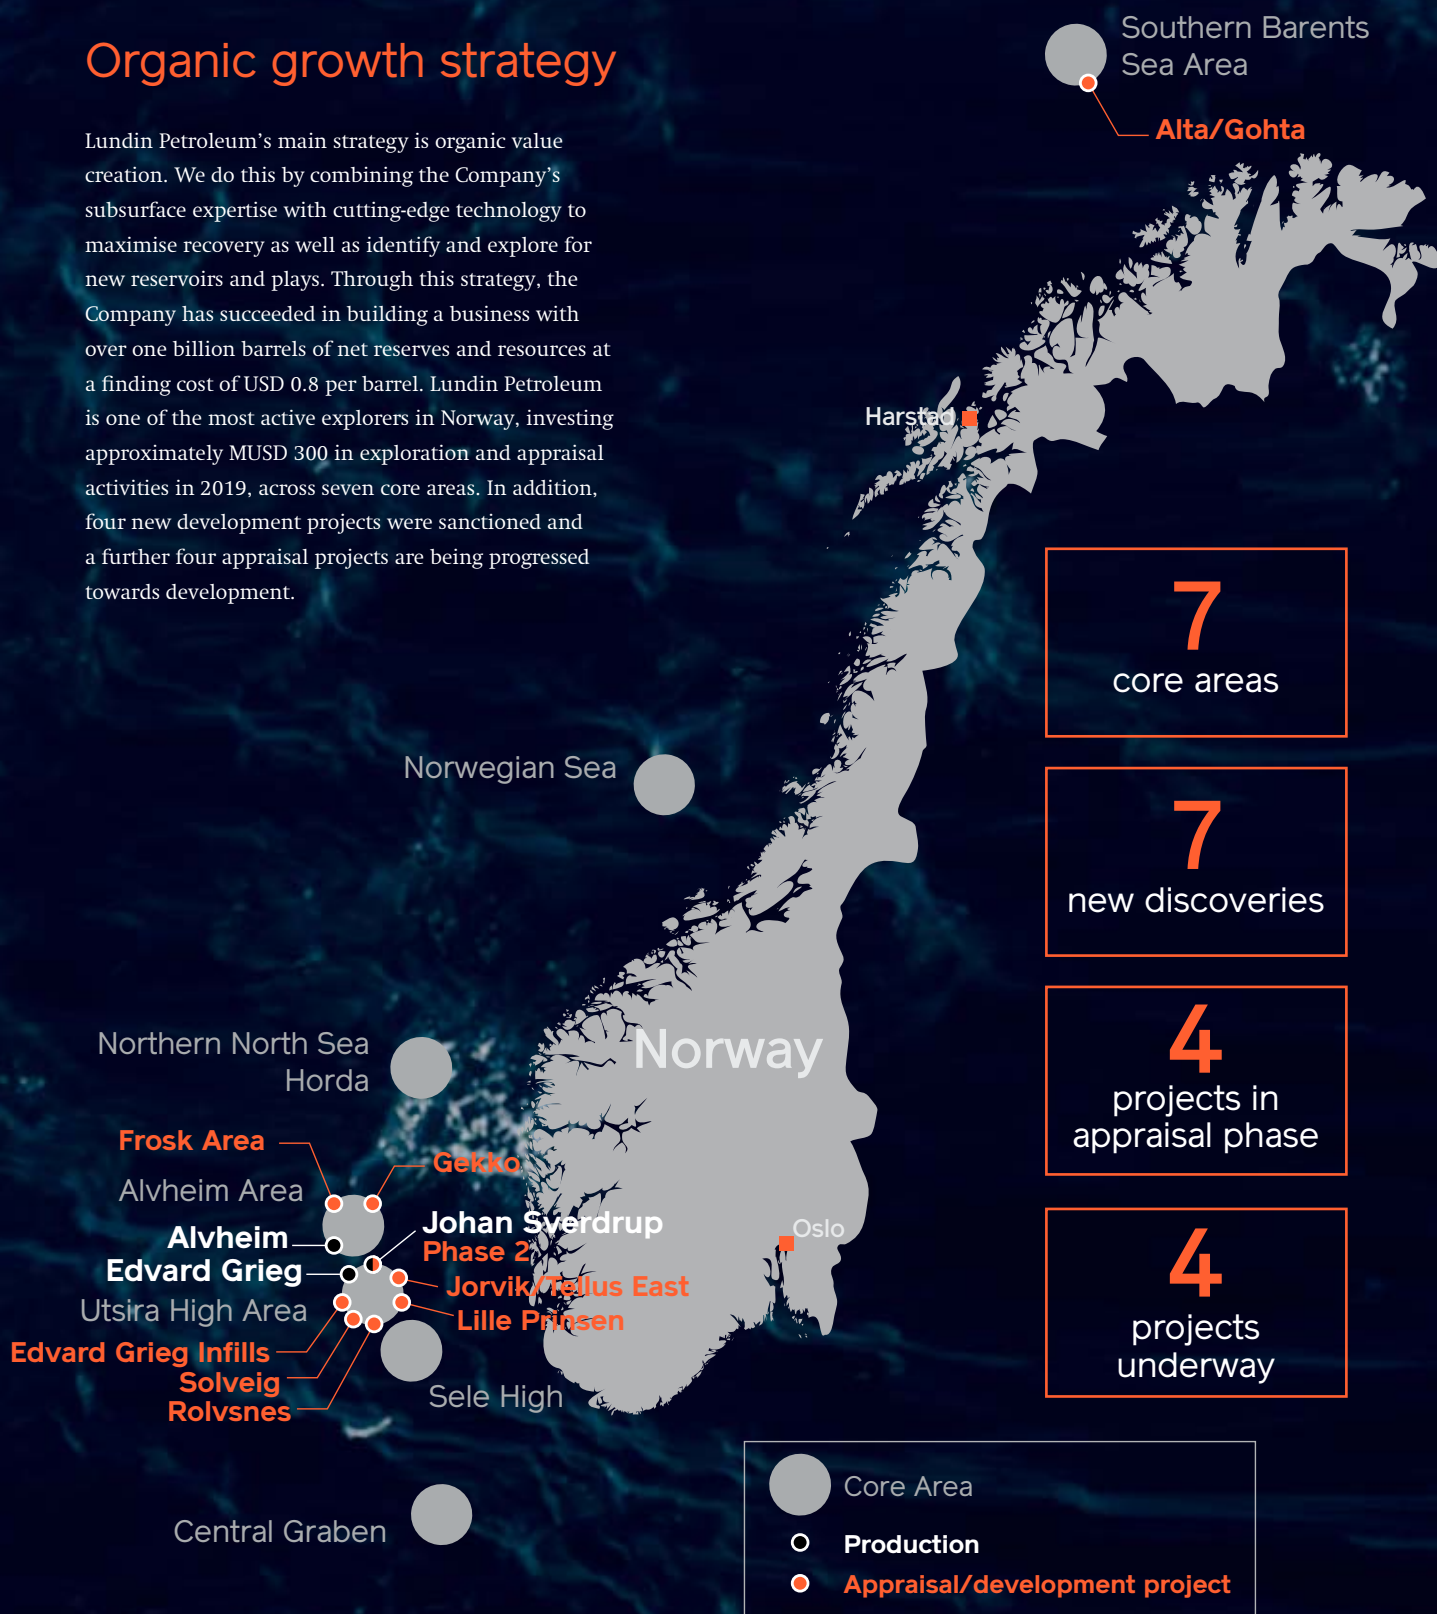 Organic growth strategy
Lundin Petroleum's main strategy is organic value
creation. We do this by combining the Company's
subsurface expertise with cutting-edge technology to
maximise recovery as well as identify and explore for
new reservoirs and plays. Through this strategy, the
Company has succeeded in building a business with
over one billion barrels of net reserves and resources at
a finding cost of USD 0.8 per barrel. Lundin Petroleum
is one of the most active explorers in Norway, investing
approximately MUSD 300 in exploration and appraisal
activities in 2019, across seven core areas. In addition,
four new development projects were sanctioned and
a further four appraisal projects are being progressed
towards development.
Southern Barents
Sea Area
Alta/Gohta
Harstad
7
core areas
Norwegian Sea
7
new discoveries
4
projects in
appraisal phase
Norway
Northern North Sea
Horda
Frosk Area
Gekko
Alvheim Area
Johan Sverdrup
Phase 2
Alvheim
Edvard Grieg
Jorvik/Tellus East
Utsira High Area
Lille Prinsen
Edvard Grieg Infills
Solveig
Rolvsnes
Sele High
Oslo
4
projects
underway
Central Graben
Core Area
Production
Appraisal/development project